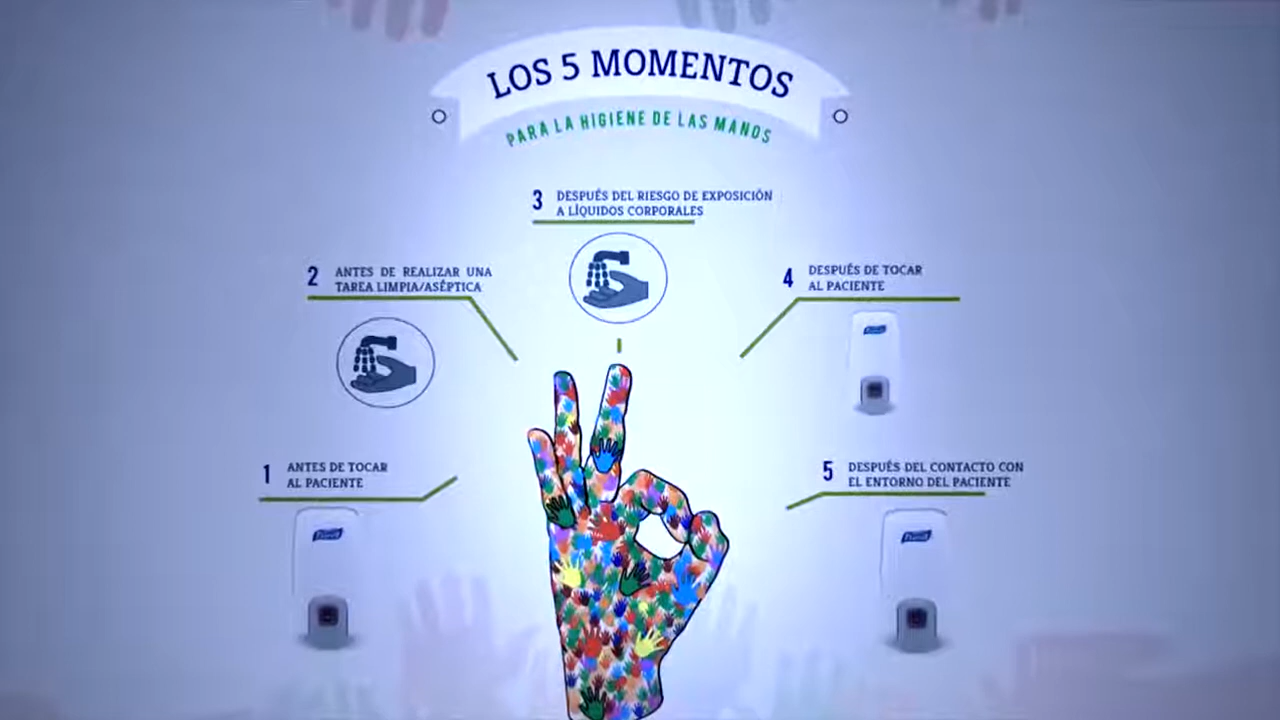 LOS 5 MOMENTOS
PARA LA HIGIENE DE LAS MANOS
3 DESPUÉS DEL RIESGO DE EXPOSICIÓN
A LÍQUIDOS CORPORALES
2 ANTES DE REALIZAR UNA
TAREA LIMPIA/ASÉPTICA
4 DESPUÉS DE TOCAR
AL PACIENTE
1 ANTES DE TOCAR
AL PACIENTE
5 DESPUÉS DEL CONTACTO CON
EL ENTORNO DEL PACIENTE